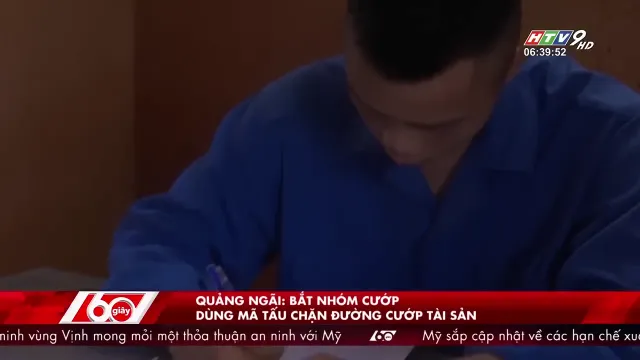 HTV9 HD
06:39:52
60 giây
QUẢNG NGÃI: BẮT NHÓM CƯỚP
DÙNG MÃ TẤU CHẶN ĐƯỜNG CƯỚP TÀI SẢN
ninh vùng Vịnh mong mỏi một thỏa thuận an ninh với Mỹ
Mỹ sắp cập nhật về các hạn chế xu